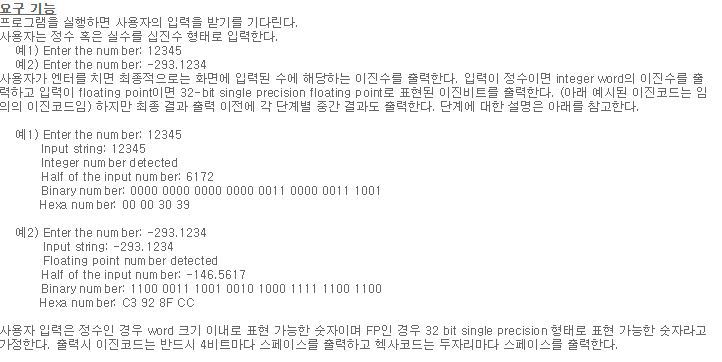 요구 기능
프로그램을 실행하면 사용자의 입력을 받기를 기다린다.
사용자는 정수 혹은 실수를 십진수 형태로 입력한다.
예1) Enter the number: 12345
예2) Enter the number: -293.1234
사용자가 엔터를 치면 최종적으로는 화면에 입력된 수에 해당하는 이진수를 출력한다. 입력이 정수이면 integer word의 이진수를 출
력하고 입력이 floating point이면 32-bit single precision floating point로 표현된 이진비트를 출력한다. (아래 예시된 이진코드는 임
의의 이진코드임) 하지만 최종 결과 출력 이전에 각 단계별 중간 결과도 출력한다. 단계에 대한 설명은 아래를 참고한다.
예1) Enter the number: 12345
Input string: 12345
Integer number detected
Half of the input number: 6172
Binary number: 0000 0000 0000 0000 0011 0000 0011 1001
Hexa number: 00 00 30 39
예2) Enter the number: -293.1234
Input string: -293.1234
Floating point number detected
Half of the input number: -146.5617
Binary number: 1100 0011 1001 0010 1000 1111 1100 1100
Hexa number: C3 92 8F CC
사용자 입력은 정수인 경우 word 크기 이내로 표현 가능한 숫자이며 FP인 경우 32 bit single precision 형태로 표현 가능한 숫자라고
가정한다. 출력시 이진코드는 반드시 4비트마다 스페이스를 출력하고 헥사코드는 두자리마다 스페이스를 출력한다.